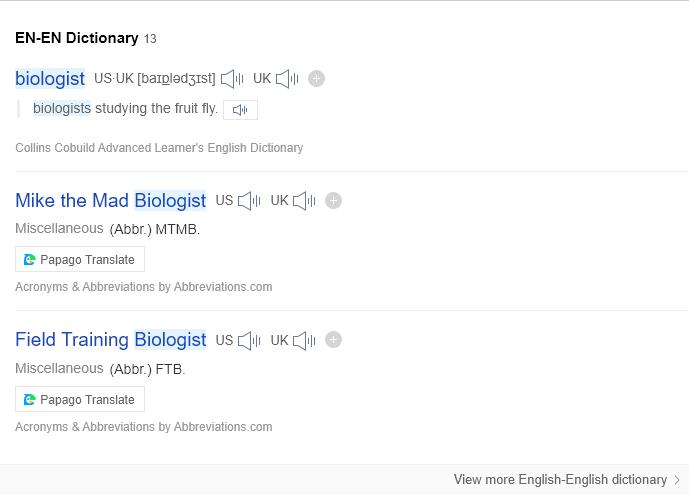 EN-EN Dictionary 13
biologist US·UK [baɪɒlədʒɪst] UK
biologists studying the fruit fly.
Collins Cobuild Advanced Learner's English Dictionary
Mike the Mad Biologist US UK
Miscellaneous (Abbr.) MTMB.
Papago Translate
Acronyms & Abbreviations by Abbreviations.com
Field Training Biologist US UK
Miscellaneous (Abbr.) FTB.
Papago Translate
Acronyms & Abbreviations by Abbreviations.com
View more English-English dictionary